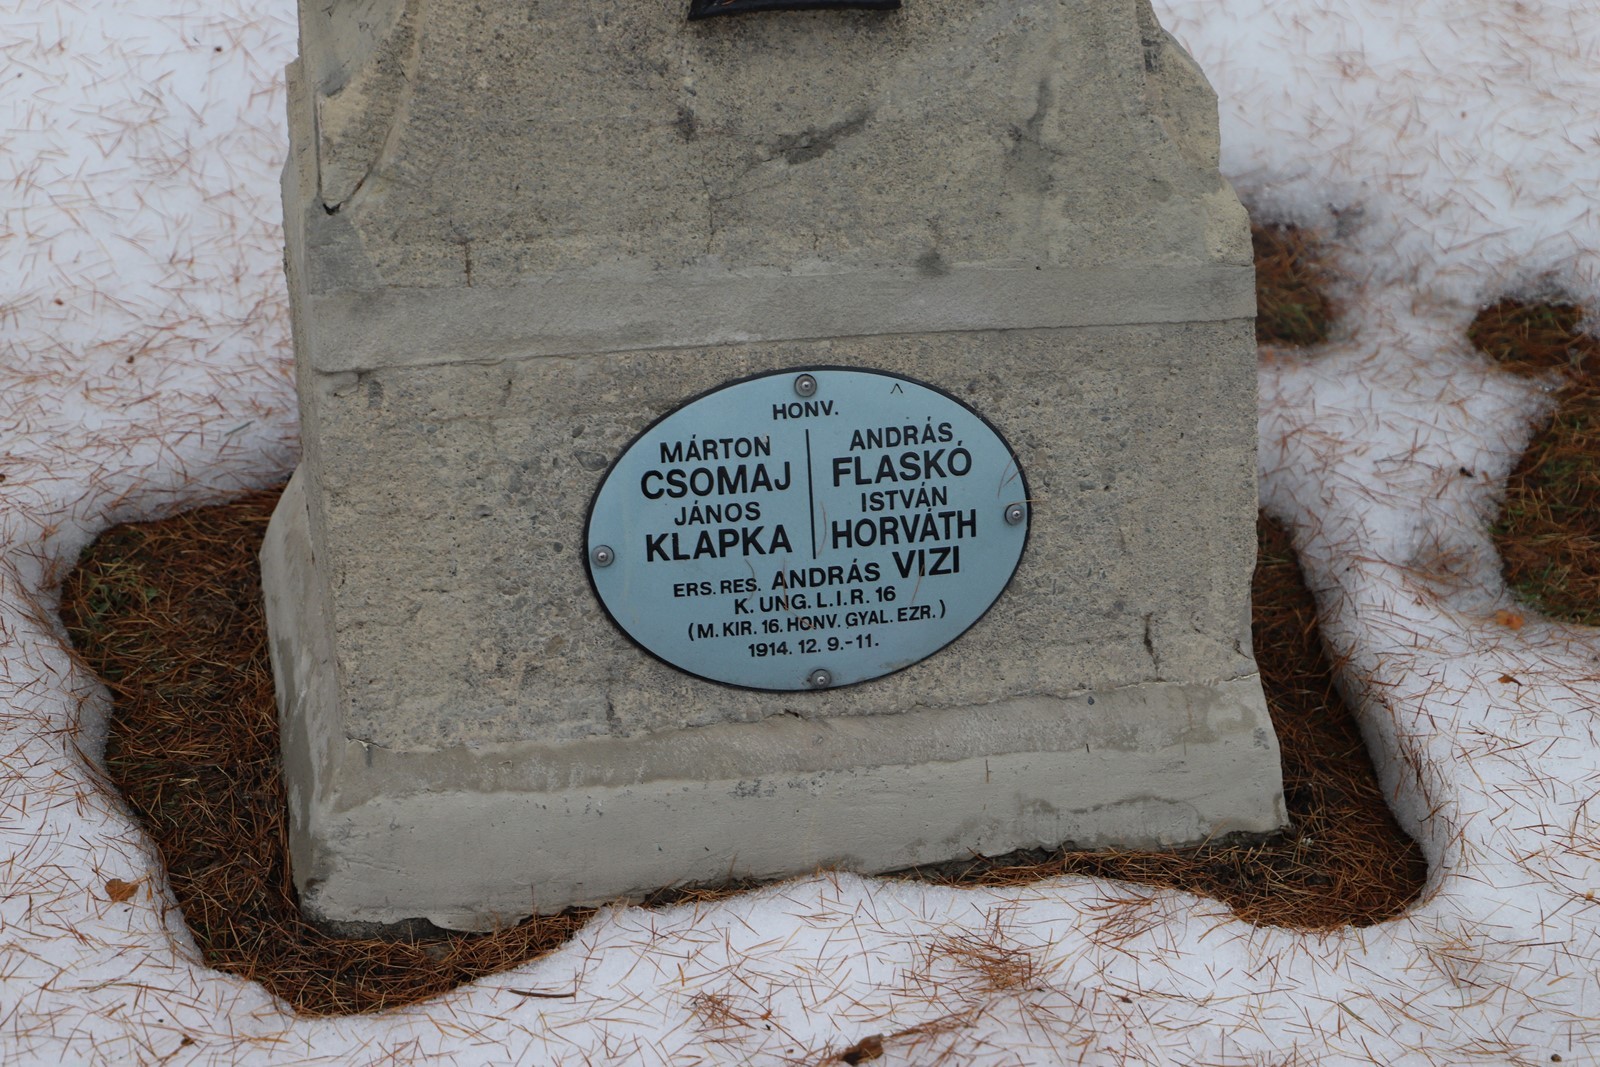 HONV.
MÁRTON
CSOMAJ
JÁNOS
KLAPKA
ANDRÁS
FLASKÓ
ISTVÁN
HORVÁTH
ERS. RES. ANDRÁS VIZI
K. UNG. L. I. R. 16
(M. KIR. 16. HONV. GYAL. EZR.)
1914. 12. 9.-11.